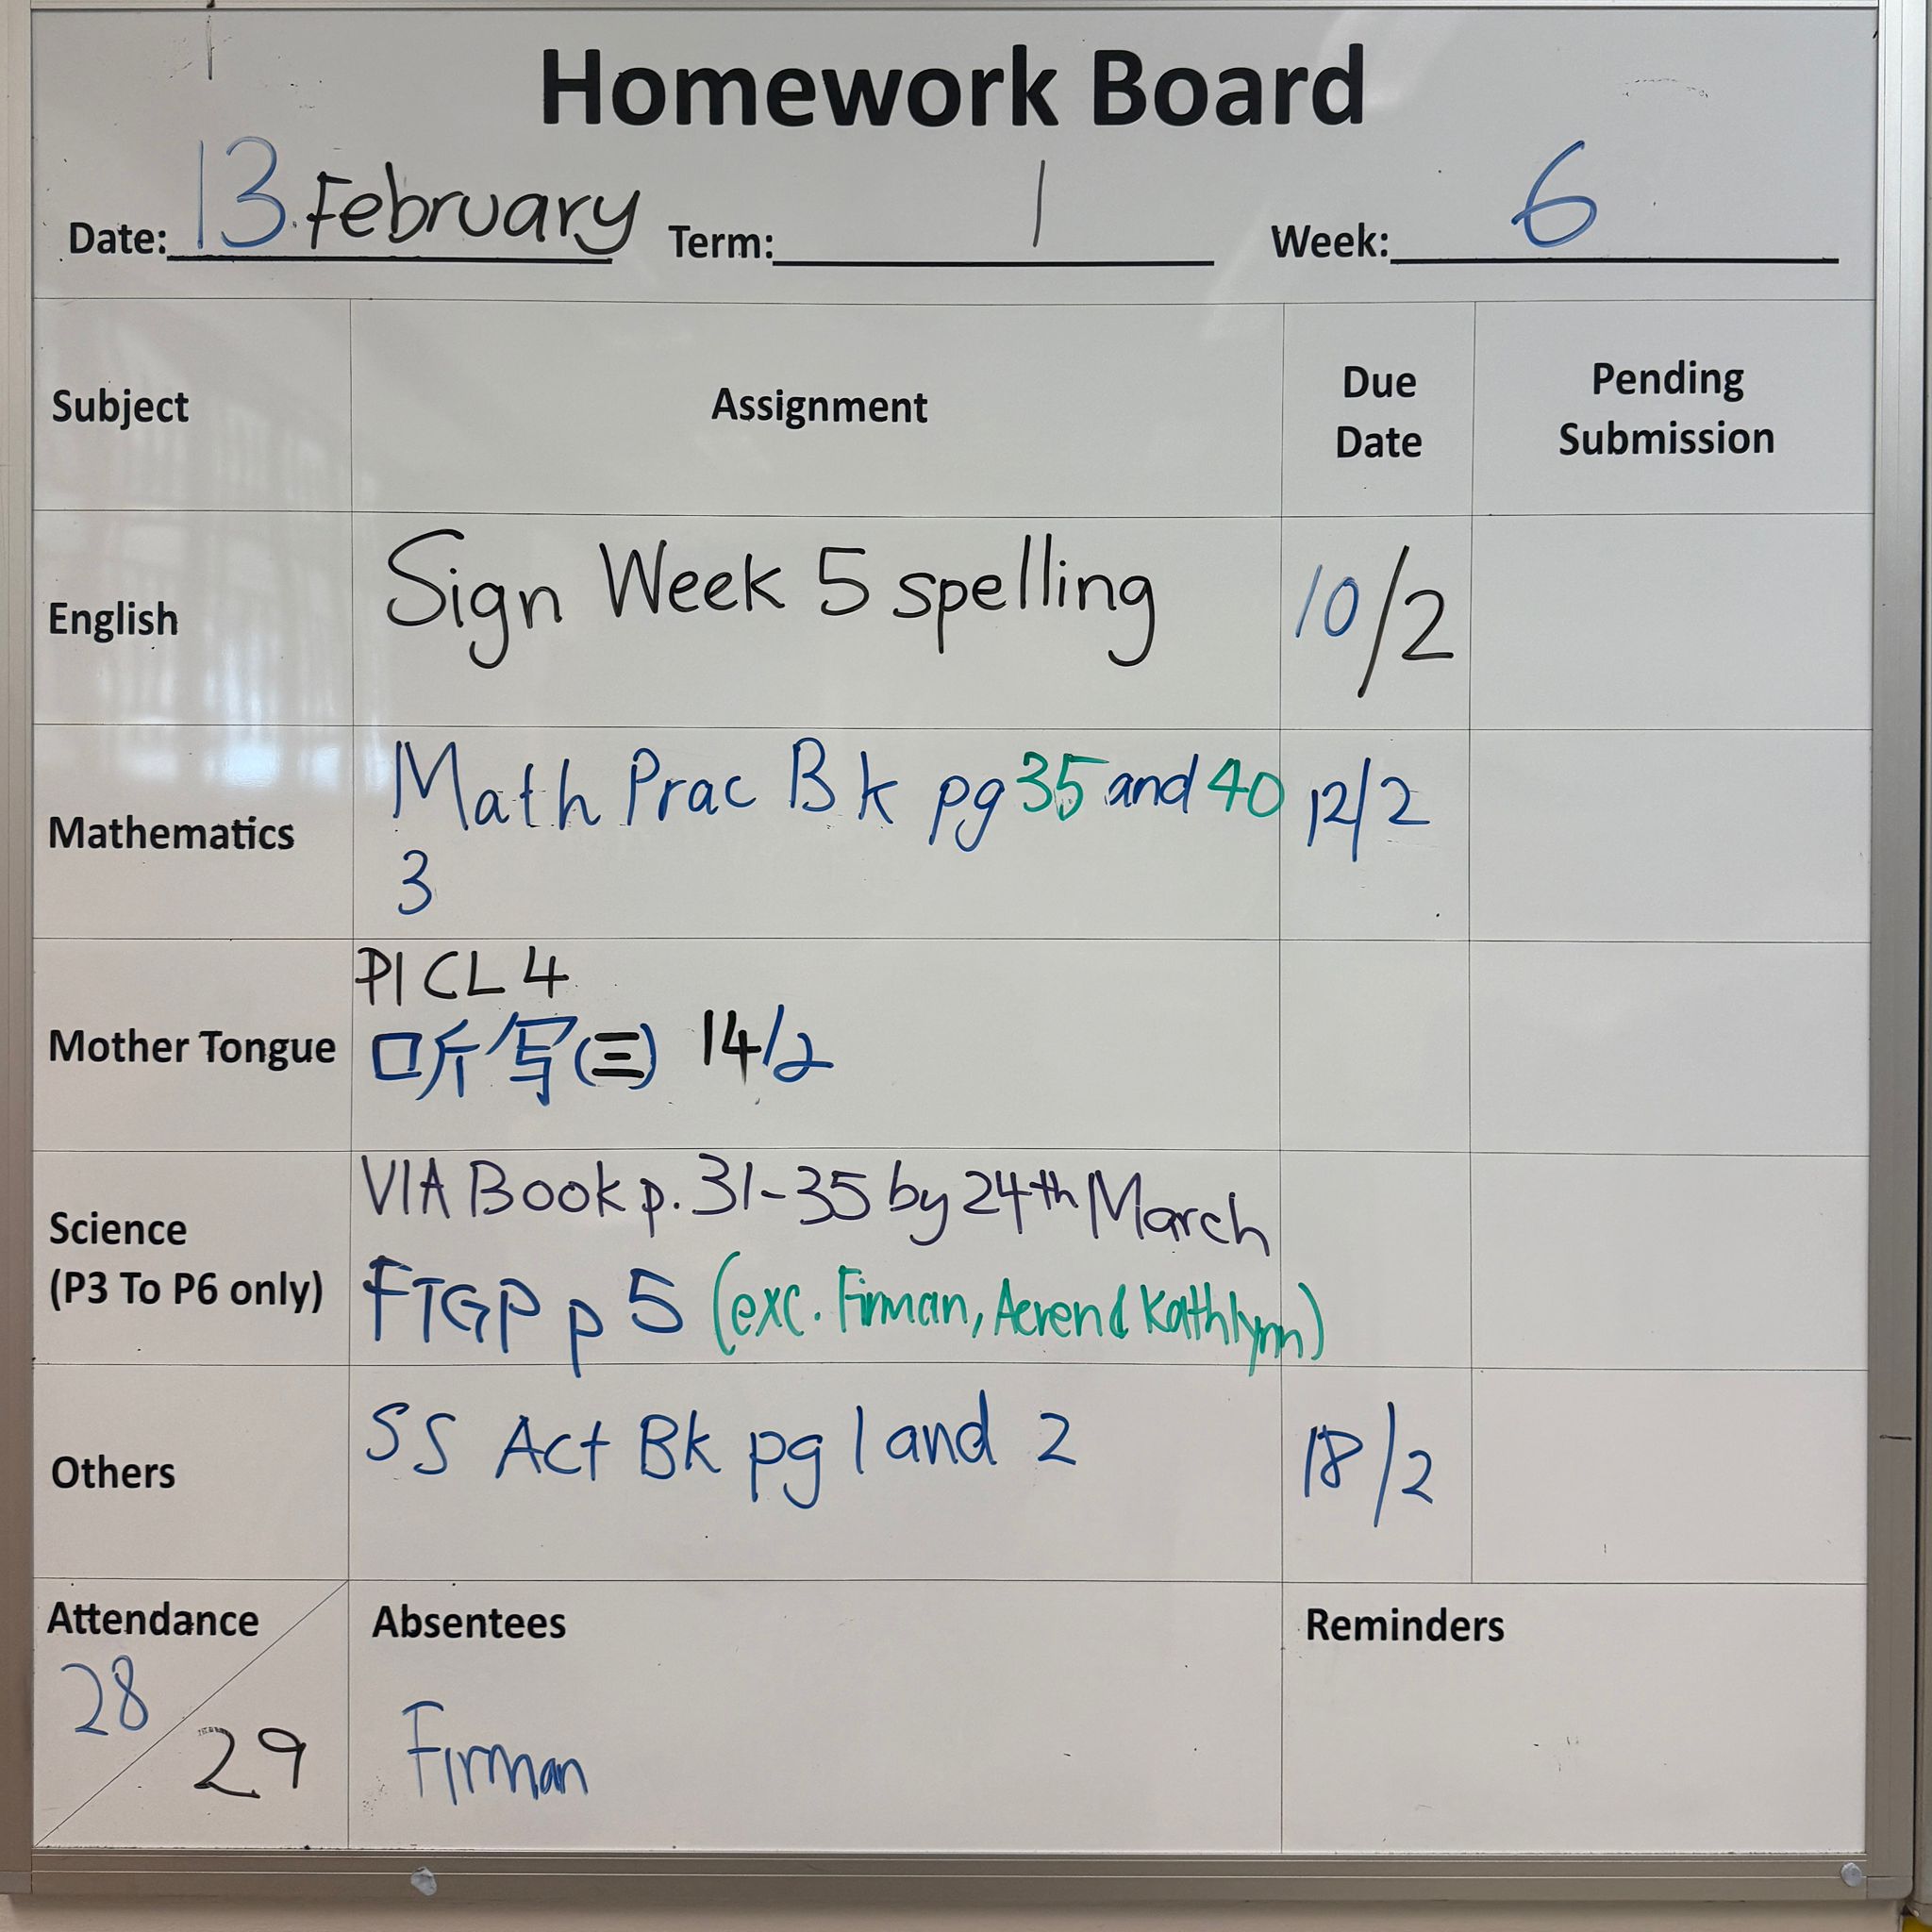 Homework Board
Date: 13. February Term: 1 Week: 6
Subject Assignment Due Date Pending Submission
English Sign Week 5 spelling 10/2
Mathematics Math Prac Bk pg 35 and 40 12/2
3
Mother Tongue
PI CL 4
听写(三) 14/2
Science
(P3 To P6 only)
VIA Book p. 31-35 by 24th March
FTGP p 5 (exc. Firman, Aerend Kathlynn)
Others SS Act Bk pg 1 and 2 18/2
Attendance Absentees Reminders
28
29 Firman